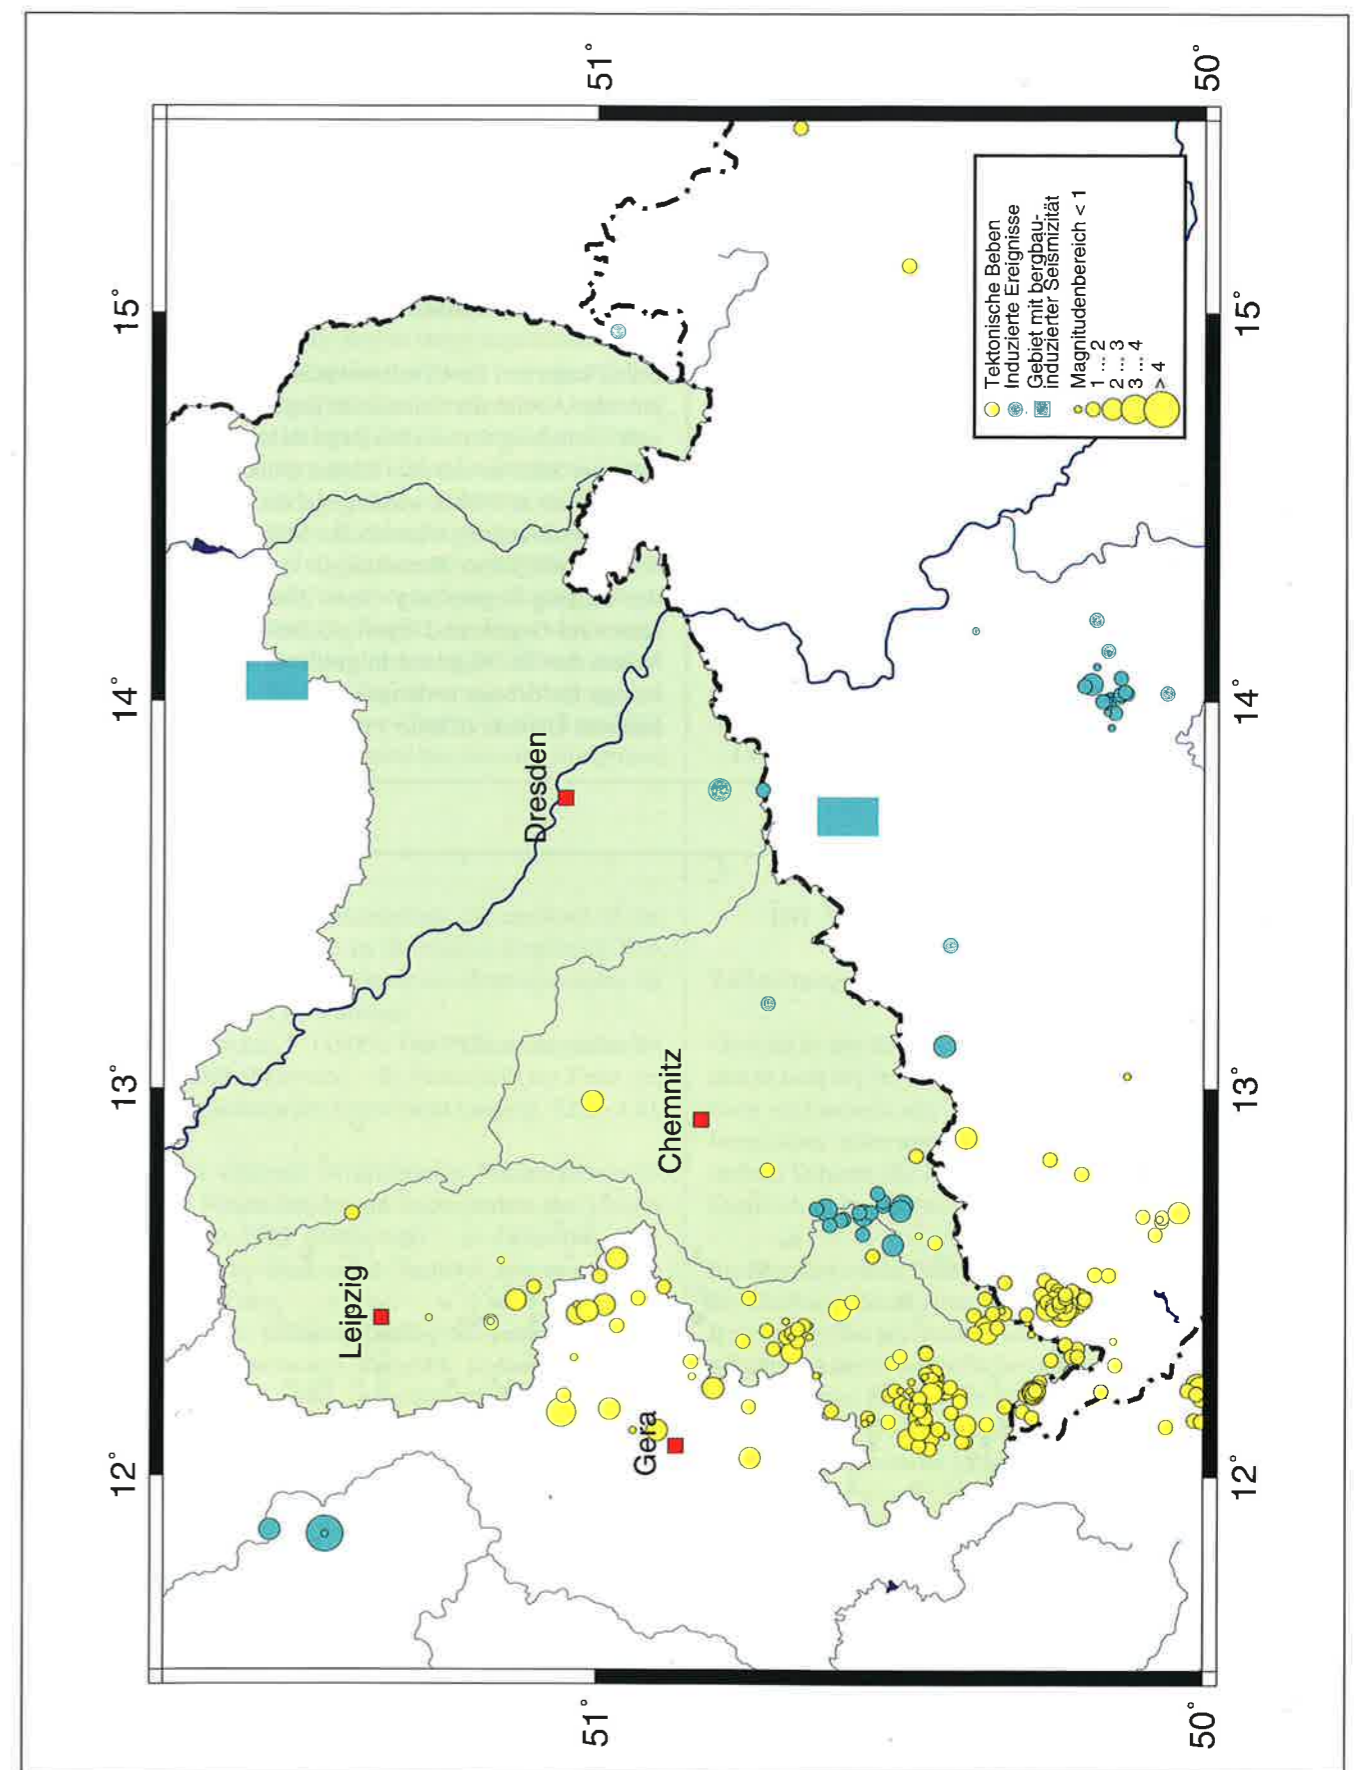 12°
13°
14°
15°
51°
51°
50°
50°
12°
13°
14°
15°
Leipzig
Dresden
Chemnitz
Gera
Tektonische Beben
Induzierte Ereignisse
Gebiet mit bergbau-
induzierter Seismizität
Magnitudenbereich < 1
1 ... 2
2 ... 3
3 ... 4
> 4